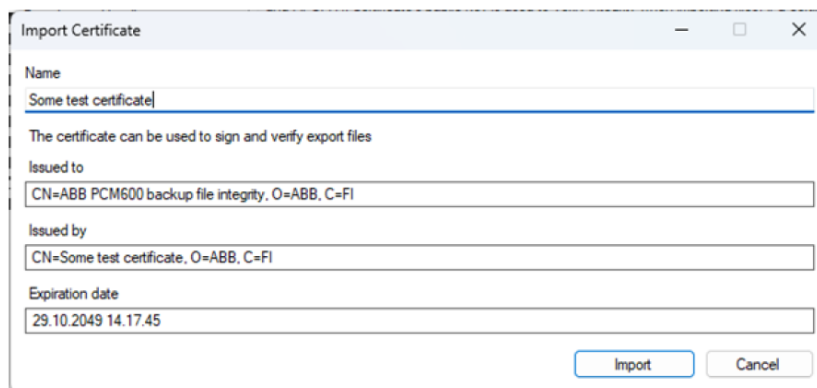 Import Certificate
Name
Some test certificate
The certificate can be used to sign and verify export files
Issued to
CN=ABB PCM600 backup file integrity, O=ABB, C=FI
Issued by
CN=Some test certificate, O=ABB, C=FI
Expiration date
29.10.2049 14.17.45
Import Cancel